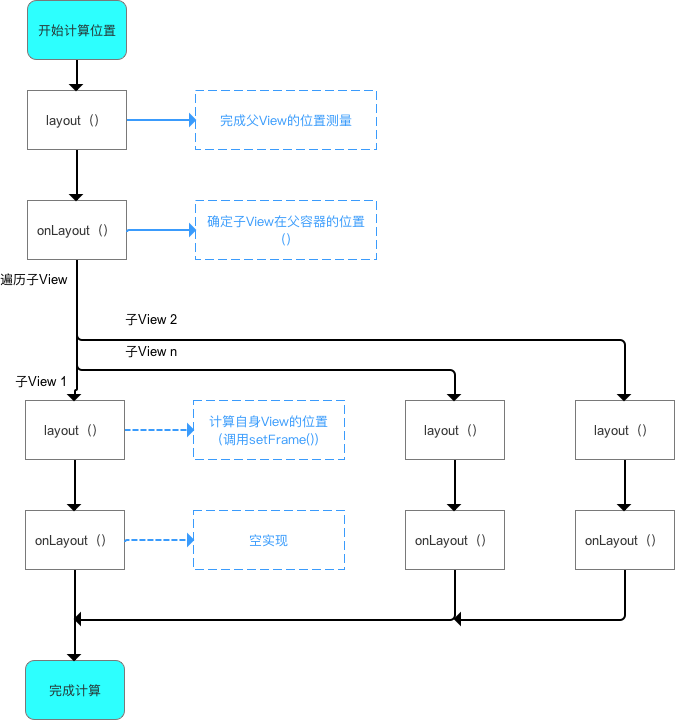 开始计算位置
layout（）
完成父View的位置测量
onLayout（）
确定子View在父容器的位置
（）
遍历子View
子View 2
子View n
子View 1
layout（）
计算自身View的位置
（调用setFrame()）
layout（）
layout（）
onLayout（）
空实现
onLayout（）
onLayout（）
完成计算